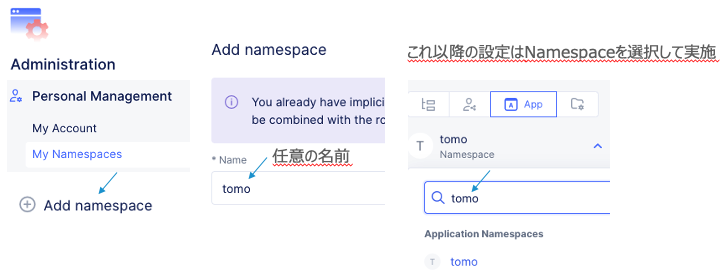 Administration
Personal Management
My Account
My Namespaces
Add namespace
Add namespace
You already have implici
be combined with the ro
* Name
任意の名前
tomo
これ以降の設定はNamespaceを選択して実施
App
T
tomo
Namespace
tomo
Application Namespaces
T
tomo